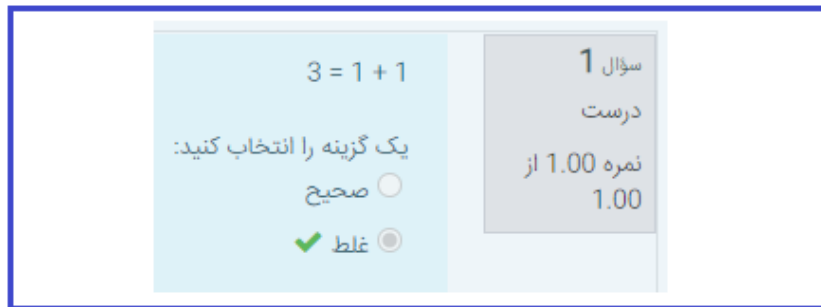 سؤال 1
درست
نمره 1.00 از
1.00
3 = 1 + 1
یک گزینه را انتخاب کنید:
صحیح
غلط